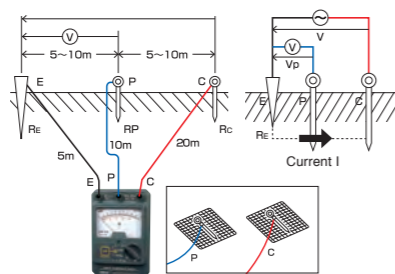 V
5~10m 5~10m
E P C
RE RP RC
5m 10m 20m
E P C
P C
V
V
Vp
E P C
RE
Current I